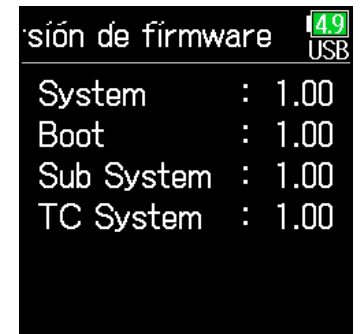 sión de firmware
4.9
USB
System : 1.00
Boot : 1.00
Sub System : 1.00
TC System : 1.00